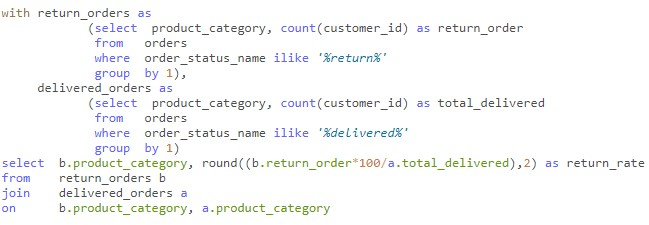 with return_orders as
(select product_category, count(customer_id) as return_order
from orders
where order_status_name ilike '%return%'
group by 1),
delivered_orders as
(select product_category, count(customer_id) as total_delivered
from orders
where order_status_name ilike '%delivered%'
group by 1)
select b.product_category, round((b.return_order*100/a.total_delivered),2) as return_rate
from return_orders b
join delivered_orders a
on b.product_category, a.product_category